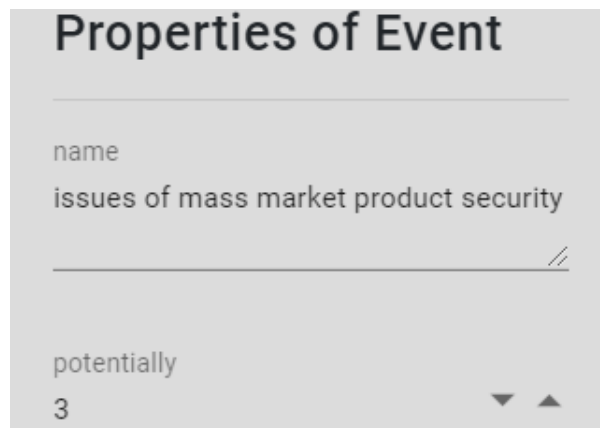 Properties of Event
name
issues of mass market product security
potentially
3